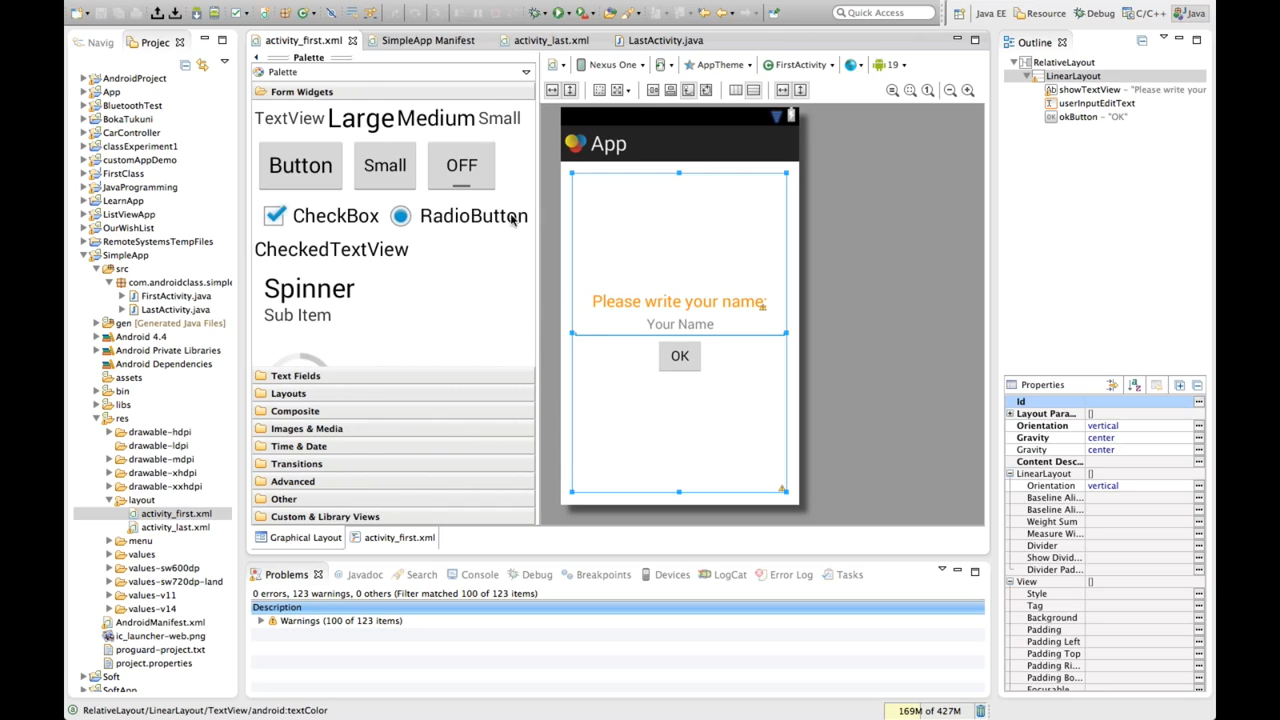 Quick Access
Java EE
Resource
Debug
C/C++
Java
Navig
Projec
activity_first.xml
SimpleApp Manifest
activity_last.xml
LastActivity.java
Outline
AndroidProject
App
BluetoothTest
BokaTukuni
CarController
classExperiment1
customAppDemo
FirstClass
JavaProgramming
LearnApp
ListViewApp
OurWishList
RemoteSystemsTempFiles
SimpleApp
src
com.androidclass.simple
FirstActivity.java
LastActivity.java
gen [Generated Java Files]
Android 4.4
Android Private Libraries
Android Dependencies
assets
bin
libs
res
drawable-hdpi
drawable-ldpi
drawable-mdpi
drawable-xhdpi
drawable-xxhdpi
layout
activity_first.xml
activity_last.xml
menu
values
values-sw600dp
values-sw720dp-land
values-v11
values-v14
AndroidManifest.xml
ic_launcher-web.png
proguard-project.txt
project.properties
Soft
SoftApp
Palette
Palette
Form Widgets
TextView Large Medium Small
Button Small OFF
CheckBox RadioButton
CheckedTextView
Spinner
Sub Item
Text Fields
Layouts
Composite
Images & Media
Time & Date
Transitions
Advanced
Other
Custom & Library Views
Graphical Layout
activity_first.xml
Nexus One
AppTheme
FirstActivity
19
App
Please write your name:
Your Name
OK
RelativeLayout
LinearLayout
showTextView - "Please write your
userInputEditText
okButton - "OK"
Properties
Id
Layout Para... []
Orientation vertical
Gravity center
Gravity center
Content Desc...
LinearLayout []
Orientation vertical
Baseline Ali...
Baseline Ali...
Weight Sum
Measure Wi...
Divider
Show Divid...
Divider Pad...
View []
Style
Tag
Background
Padding
Padding Left
Padding Top
Padding Ri...
Padding Bo...
Focusable
Problems
Javadoc
Search
Console
Debug
Breakpoints
Devices
LogCat
Error Log
Tasks
0 errors, 123 warnings, 0 others (Filter matched 100 of 123 items)
Description
Warnings (100 of 123 items)
RelativeLayout/LinearLayout/TextView/android:textColor
169M of 427M